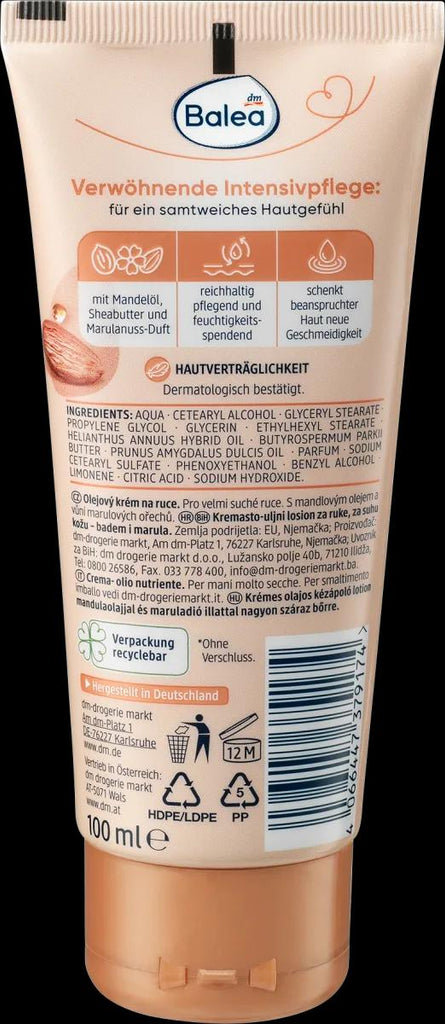 dm
Balea
Verwöhnende Intensivpflege:
für ein samtweiches Hautgefühl
mit Mandelöl,
Sheabutter und
Marulanuss-Duft
reichhaltig
pflegend und
feuchtigkeits-
spendend
schenkt
beanspruchter
Haut neue
Geschmeidigkeit
HAUTVERTRÄGLICHKEIT
Dermatologisch bestätigt.
INGREDIENTS: AQUA · CETEARYL ALCOHOL · GLYCERYL STEARATE ·
PROPYLENE GLYCOL · GLYCERIN · ETHYLHEXYL STEARATE ·
HELIANTHUS ANNUUS HYBRID OIL · BUTYROSPERMUM PARKII
BUTTER · PRUNUS AMYGDALUS DULCIS OIL · PARFUM · SODIUM
CETEARYL SULFATE · PHENOXYETHANOL · BENZYL ALCOHOL ·
LIMONENE · CITRIC ACID · SODIUM HYDROXIDE.
CZ Olejový krém na ruce. Pro velmi suché ruce. S mandlovým olejem a
vůní marulových ořechů. HR BIH Kremasto-uljni losion za ruke, za suhu
kožu - badem i marula. Zemlja podrijetla: EU, Njemačka; Proizvođač:
dm-drogerie markt, Am dm-Platz 1, 76227 Karlsruhe, Njemačka; Uvoznik
za BiH: dm drogerie markt d.o.o., Lužansko polje 40b, 71210 Ilidža,
Tel: 0800 26586, Fax. 033 778 400, info@dm-drogeriemarkt.ba.
IT Crema-olio nutriente. Per mani molto secche. Per smaltimento
imballo vedi dm-drogeriemarkt.it. HU Krémes olajos kézápoló lotion
mandulaolajjal és maruladió illattal nagyon száraz bőrre.
Verpackung
recyclebar
*Ohne
Verschluss.
Hergestellt in Deutschland
dm-drogerie markt
Am dm-Platz 1
DE-76227 Karlsruhe
www.dm.de
Vertrieb in Österreich:
dm drogerie markt
AT-5071 Wals
www.dm.at
12 M
HDPE/LDPE
5
PP
100 ml e
4 066447 379174 >